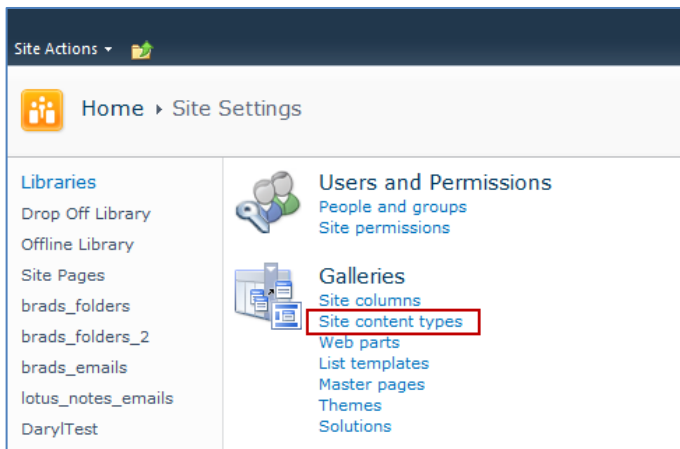 Site Actions
Home ▸ Site Settings
Libraries
Drop Off Library
Offline Library
Site Pages
brads_folders
brads_folders_2
brads_emails
lotus_notes_emails
DarylTest
Users and Permissions
People and groups
Site permissions
Galleries
Site columns
Site content types
Web parts
List templates
Master pages
Themes
Solutions